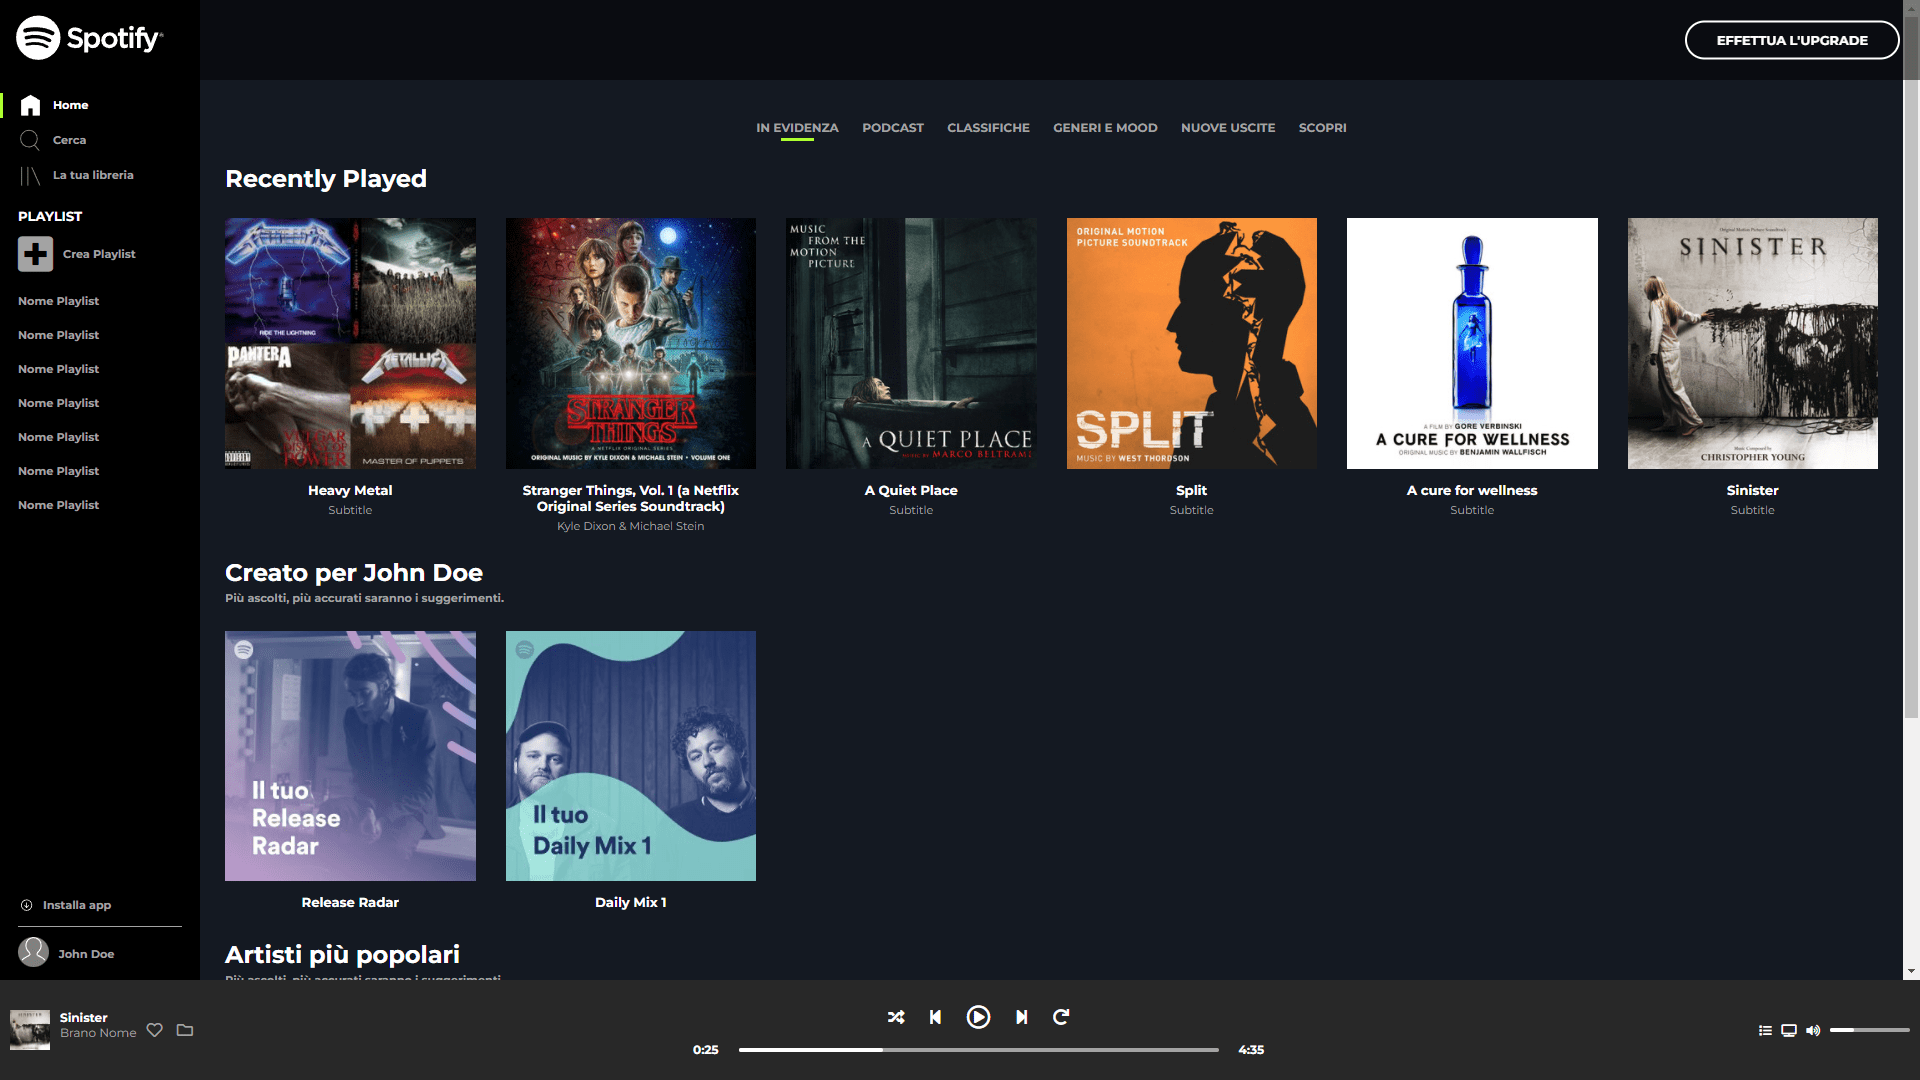 Spotify
EFFETTUA L'UPGRADE
Home
Cerca
La tua libreria
PLAYLIST
Crea Playlist
Nome Playlist
Nome Playlist
Nome Playlist
Nome Playlist
Nome Playlist
Nome Playlist
Nome Playlist
Installa app
John Doe
IN EVIDENZA PODCAST CLASSIFICHE GENERI E MOOD NUOVE USCITE SCOPRI
Recently Played
METALLICA
RIDE THE LIGHTNING
PANTERA
VULGAR
DISPLAY OF
POWER
METALLICA
MASTER OF PUPPETS
Heavy Metal
Subtitle
STRANGER
THINGS
A NETFLIX ORIGINAL SERIES
ORIGINAL MUSIC BY KYLE DIXON & MICHAEL STEIN • VOLUME ONE
Stranger Things, Vol. 1 (a Netflix
Original Series Soundtrack)
Kyle Dixon & Michael Stein
MUSIC
FROM THE
MOTION
PICTURE
A QUIET PLACE
MUSIC BY MARCO BELTRAMI
A Quiet Place
Subtitle
ORIGINAL MOTION
PICTURE SOUNDTRACK
SPLIT
MUSIC BY WEST THORDSON
Split
Subtitle
A FILM BY GORE VERBINSKI
A CURE FOR WELLNESS
ORIGINAL MUSIC BY BENJAMIN WALLFISCH
A cure for wellness
Subtitle
Original Motion Picture Soundtrack
SINISTER
Music Composed by
CHRISTOPHER YOUNG
Sinister
Subtitle
Creato per John Doe
Più ascolti, più accurati saranno i suggerimenti.
Il tuo
Release
Radar
Release Radar
Il tuo
Daily Mix 1
Daily Mix 1
Artisti più popolari
Più ascolti, più accurati saranno i suggerimenti.
Sinister
Brano Nome
0:25
4:35